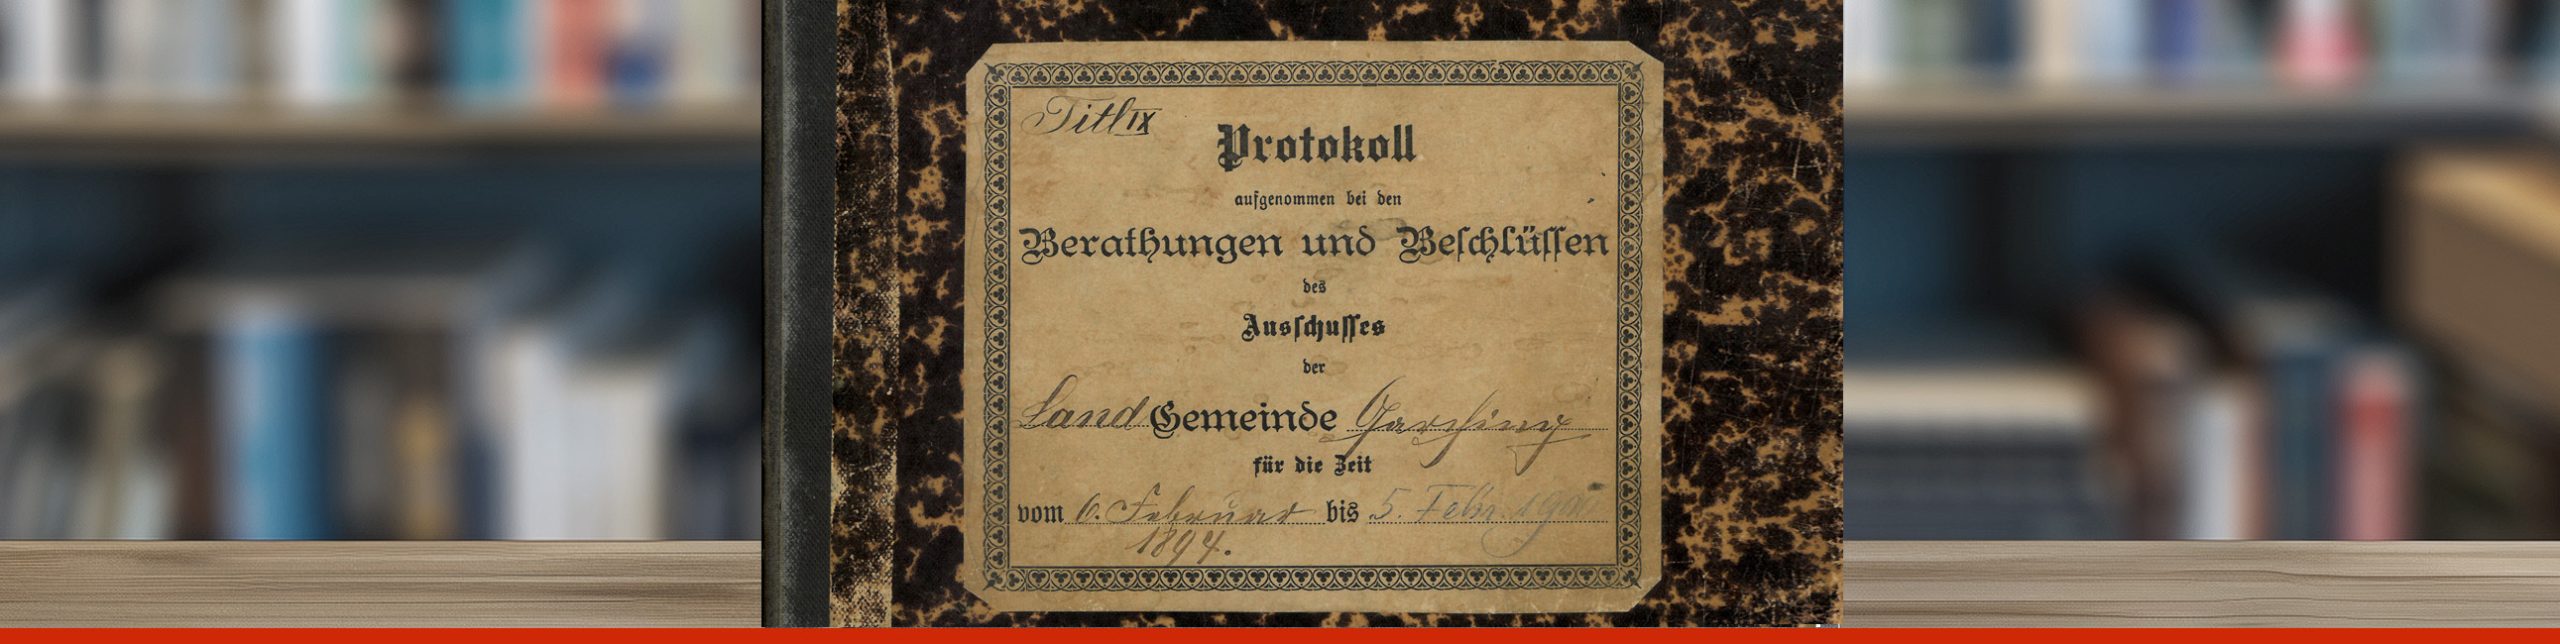 Titl IX
Protokoll
aufgenommen bei den
Berathungen und Beschlüssen
des
Ausschusses
der
Land Gemeinde Garching
für die Zeit
vom 6. Februar bis 5. Febr.
1894.